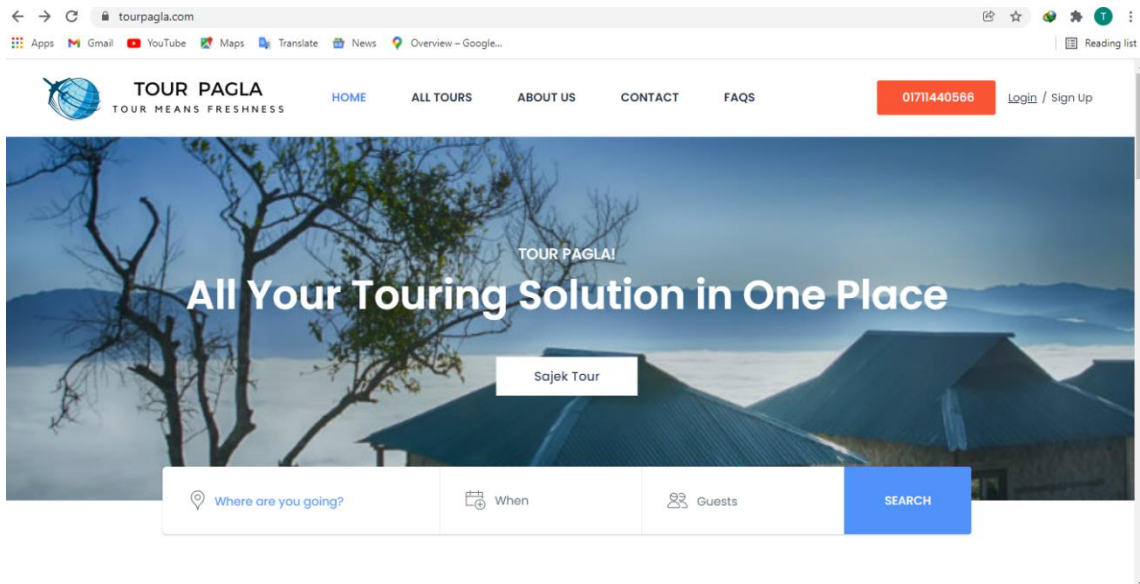 tourpagla.com
T
Apps Gmail YouTube Maps Translate News Overview – Google... Reading list
TOUR PAGLA
TOUR MEANS FRESHNESS
HOME ALL TOURS ABOUT US CONTACT FAQS
01711440566
Login / Sign Up
TOUR PAGLA!
All Your Touring Solution in One Place
Sajek Tour
Where are you going? When Guests SEARCH